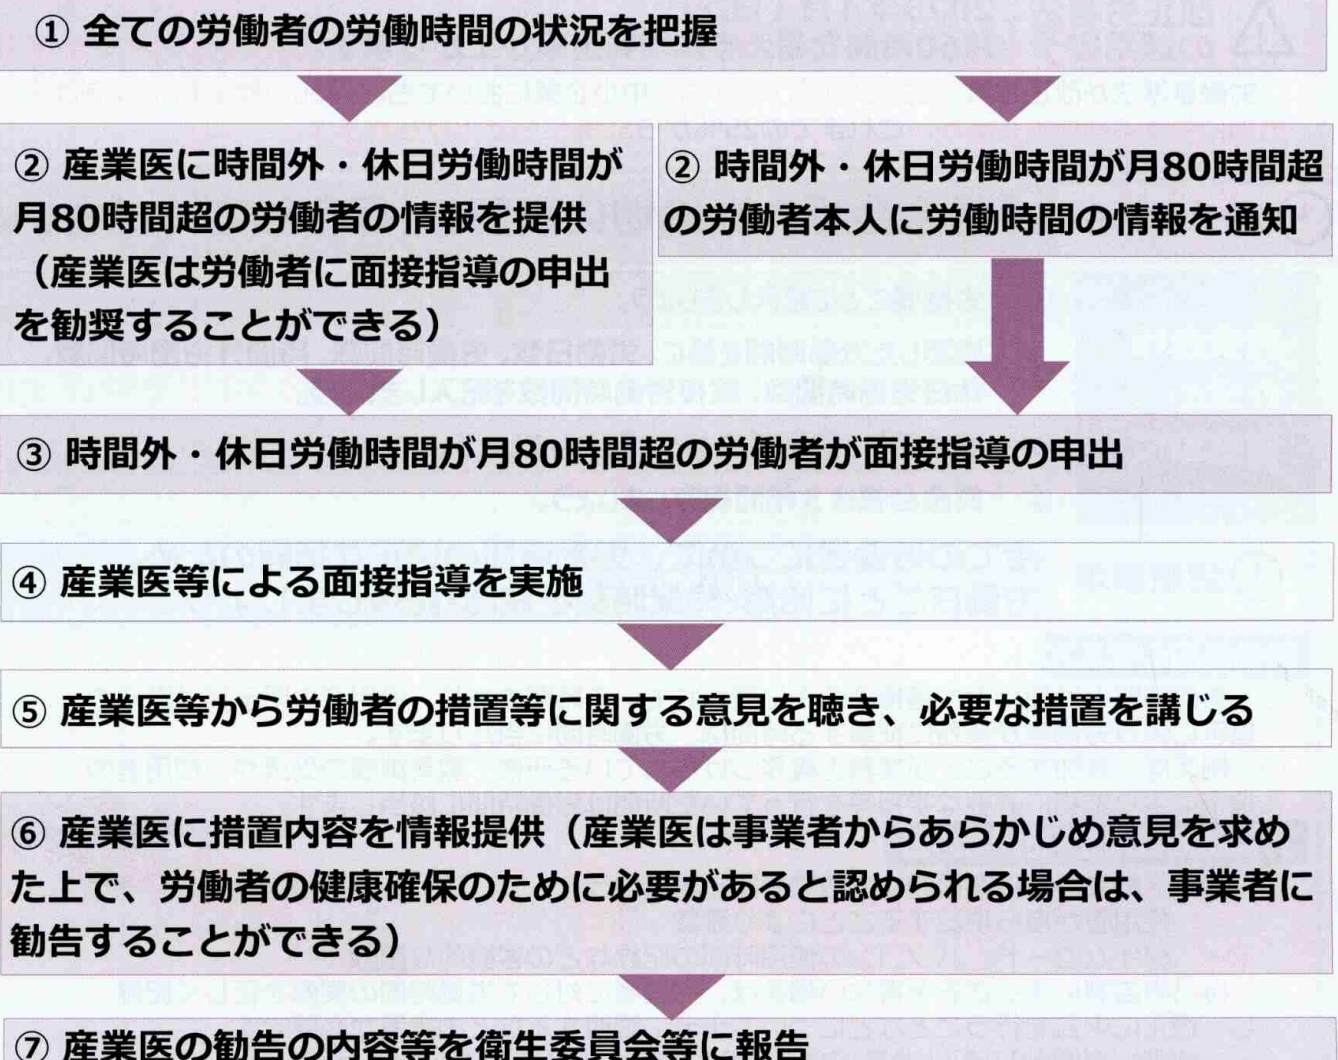 ① 全ての労働者の労働時間の状況を把握
② 産業医に時間外・休日労働時間が
月80時間超の労働者の情報を提供
（産業医は労働者に面接指導の申出
を勧奨することができる）
② 時間外・休日労働時間が月80時間超
の労働者本人に労働時間の情報を通知
③ 時間外・休日労働時間が月80時間超の労働者が面接指導の申出
④ 産業医等による面接指導を実施
⑤ 産業医等から労働者の措置等に関する意見を聴き、必要な措置を講じる
⑥ 産業医に措置内容を情報提供（産業医は事業者からあらかじめ意見を求め
た上で、労働者の健康確保のために必要があると認められる場合は、事業者に
勧告することができる）
⑦ 産業医の勧告の内容等を衛生委員会等に報告